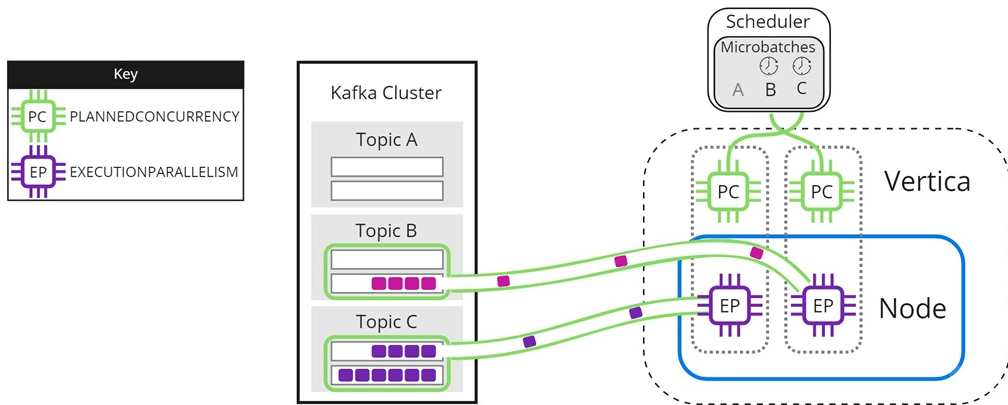 Key
PC PLANNEDCONCURRENCY
EP EXECUTIONPARALLELISM
Kafka Cluster
Topic A
Topic B
Topic C
Scheduler
Microbatches
A B C
PC PC
Vertica
EP EP
Node